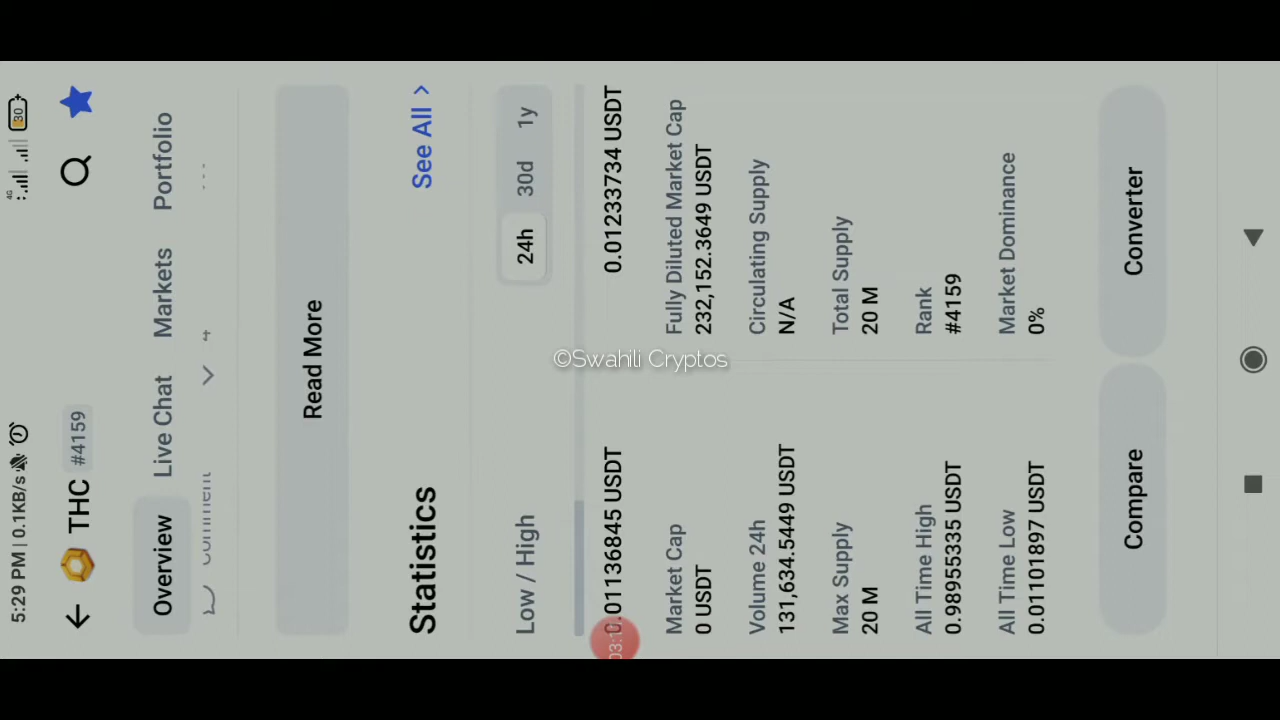 5:29 PM | 0.1KB/s
4G
30
THC #4159
Overview Live Chat Markets Portfolio
4
Read More
Statistics
See All >
Low / High
24h 30d 1y
0.01136845 USDT
0.01233734 USDT
Market Cap
0 USDT
Fully Diluted Market Cap
232,152.3649 USDT
Volume 24h
131,634.5449 USDT
Circulating Supply
N/A
Max Supply
20 M
Total Supply
20 M
All Time High
0.98955335 USDT
Rank
#4159
All Time Low
0.01101897 USDT
Market Dominance
0%
Compare
Converter
©Swahili Cryptos